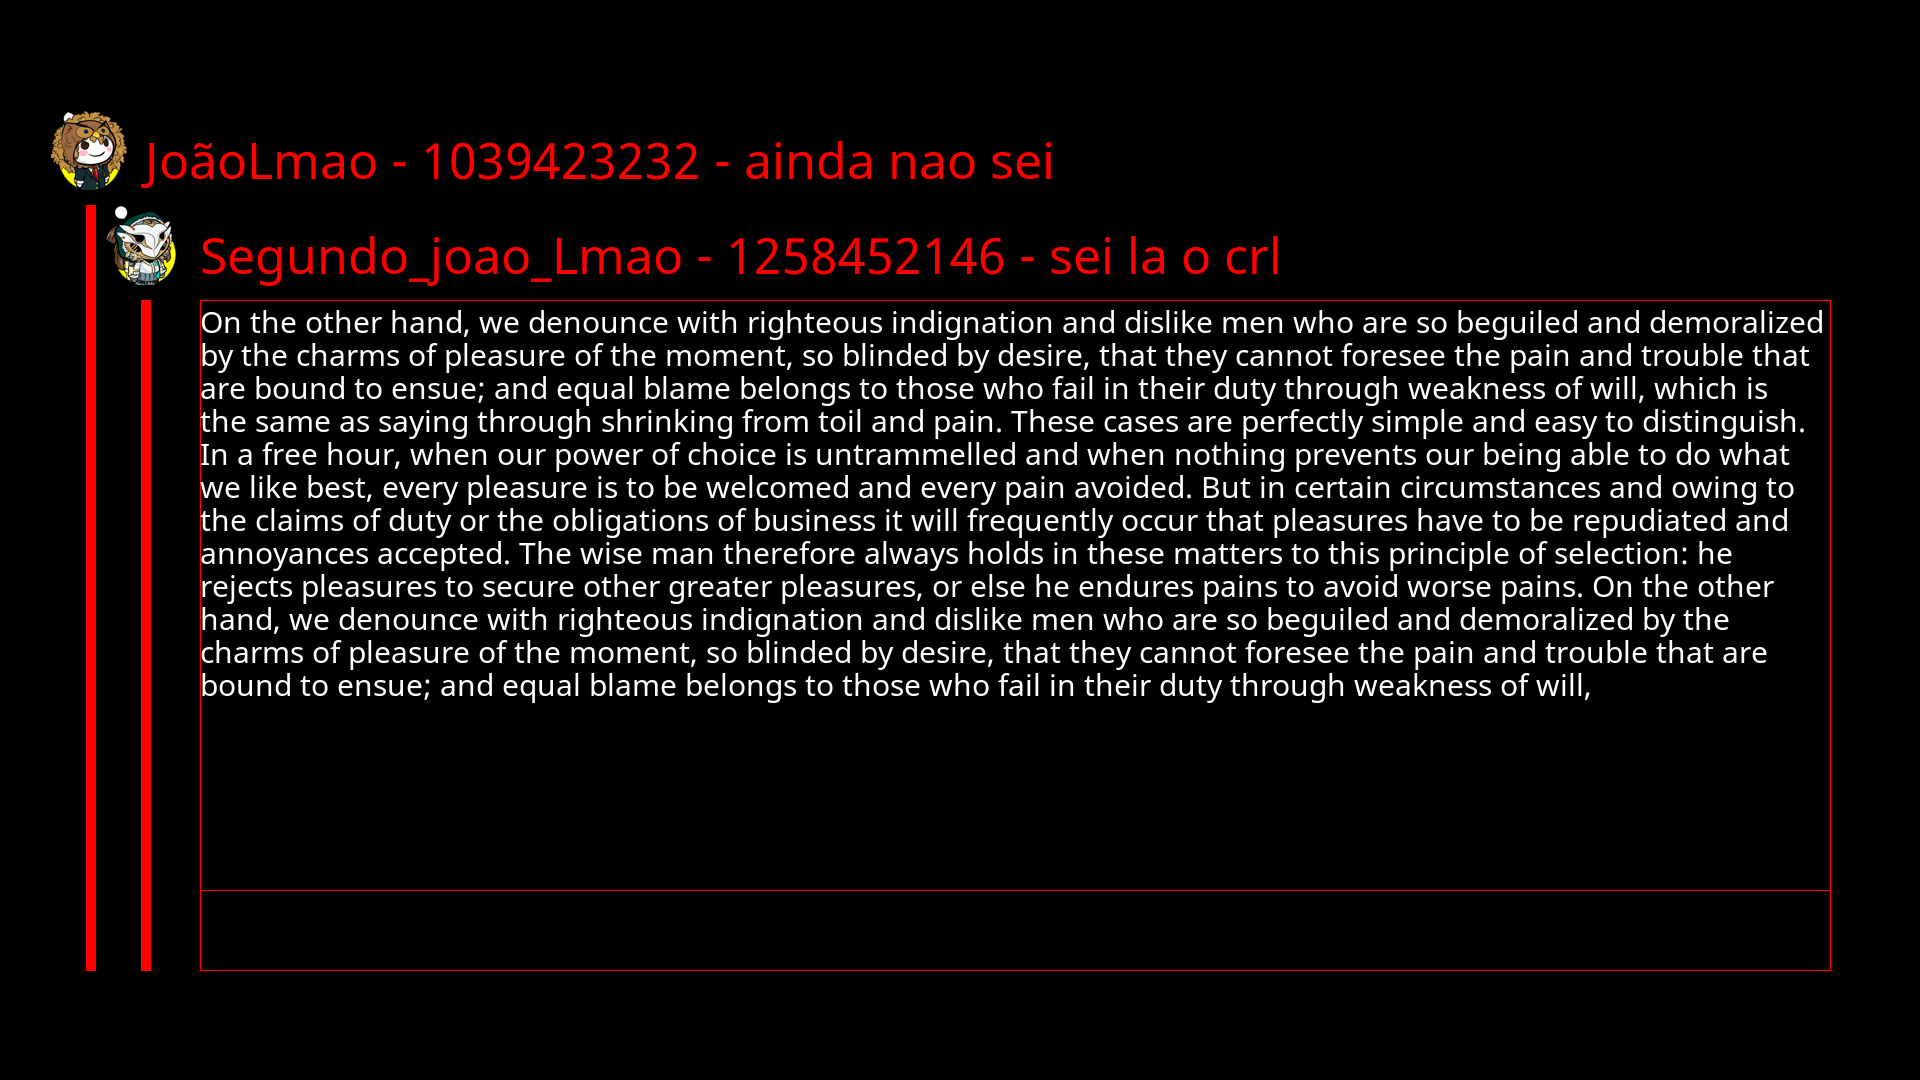 JoãoLmao - 1039423232 - ainda nao sei
Segundo_joao_Lmao - 1258452146 - sei la o crl
On the other hand, we denounce with righteous indignation and dislike men who are so beguiled and demoralized
by the charms of pleasure of the moment, so blinded by desire, that they cannot foresee the pain and trouble that
are bound to ensue; and equal blame belongs to those who fail in their duty through weakness of will, which is
the same as saying through shrinking from toil and pain. These cases are perfectly simple and easy to distinguish.
In a free hour, when our power of choice is untrammelled and when nothing prevents our being able to do what
we like best, every pleasure is to be welcomed and every pain avoided. But in certain circumstances and owing to
the claims of duty or the obligations of business it will frequently occur that pleasures have to be repudiated and
annoyances accepted. The wise man therefore always holds in these matters to this principle of selection: he
rejects pleasures to secure other greater pleasures, or else he endures pains to avoid worse pains. On the other
hand, we denounce with righteous indignation and dislike men who are so beguiled and demoralized by the
charms of pleasure of the moment, so blinded by desire, that they cannot foresee the pain and trouble that are
bound to ensue; and equal blame belongs to those who fail in their duty through weakness of will,